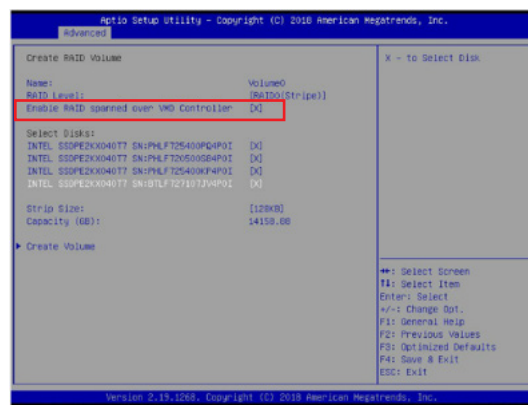 Aptio Setup Utility – Copyright (C) 2018 American Megatrends, Inc.
Advanced
Create RAID Volume
Name: Volume0
RAID Level: [RAID0(Stripe)]
Enable RAID spanned over VMD Controller [X]
Select Disks:
INTEL SSDPE2KX040T7 SN:PHLF725400PQ4P0I [X]
INTEL SSDPE2KX040T7 SN:PHLF720500G84P0I [X]
INTEL SSDPE2KX040T7 SN:PHLF725400KP4P0I [X]
INTEL SSDPE2KX040T7 SN:BTLF727107JV4P0I [X]
Strip Size: [128KB]
Capacity (GB): 14158.08
Create Volume
X – to Select Disk
: Select Screen
: Select Item
Enter: Select
+/-: Change Opt.
F1: General Help
F2: Previous Values
F3: Optimized Defaults
F4: Save & Exit
ESC: Exit
Version 2.19.1268. Copyright (C) 2018 American Megatrends, Inc.